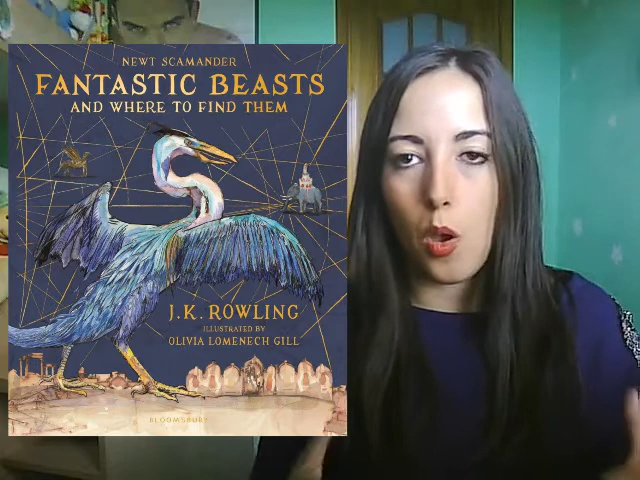 NEWT SCAMANDER
FANTASTIC BEASTS
AND WHERE TO FIND THEM
J.K. ROWLING
ILLUSTRATED BY
OLIVIA LOMENECH GILL
BLOOMSBURY